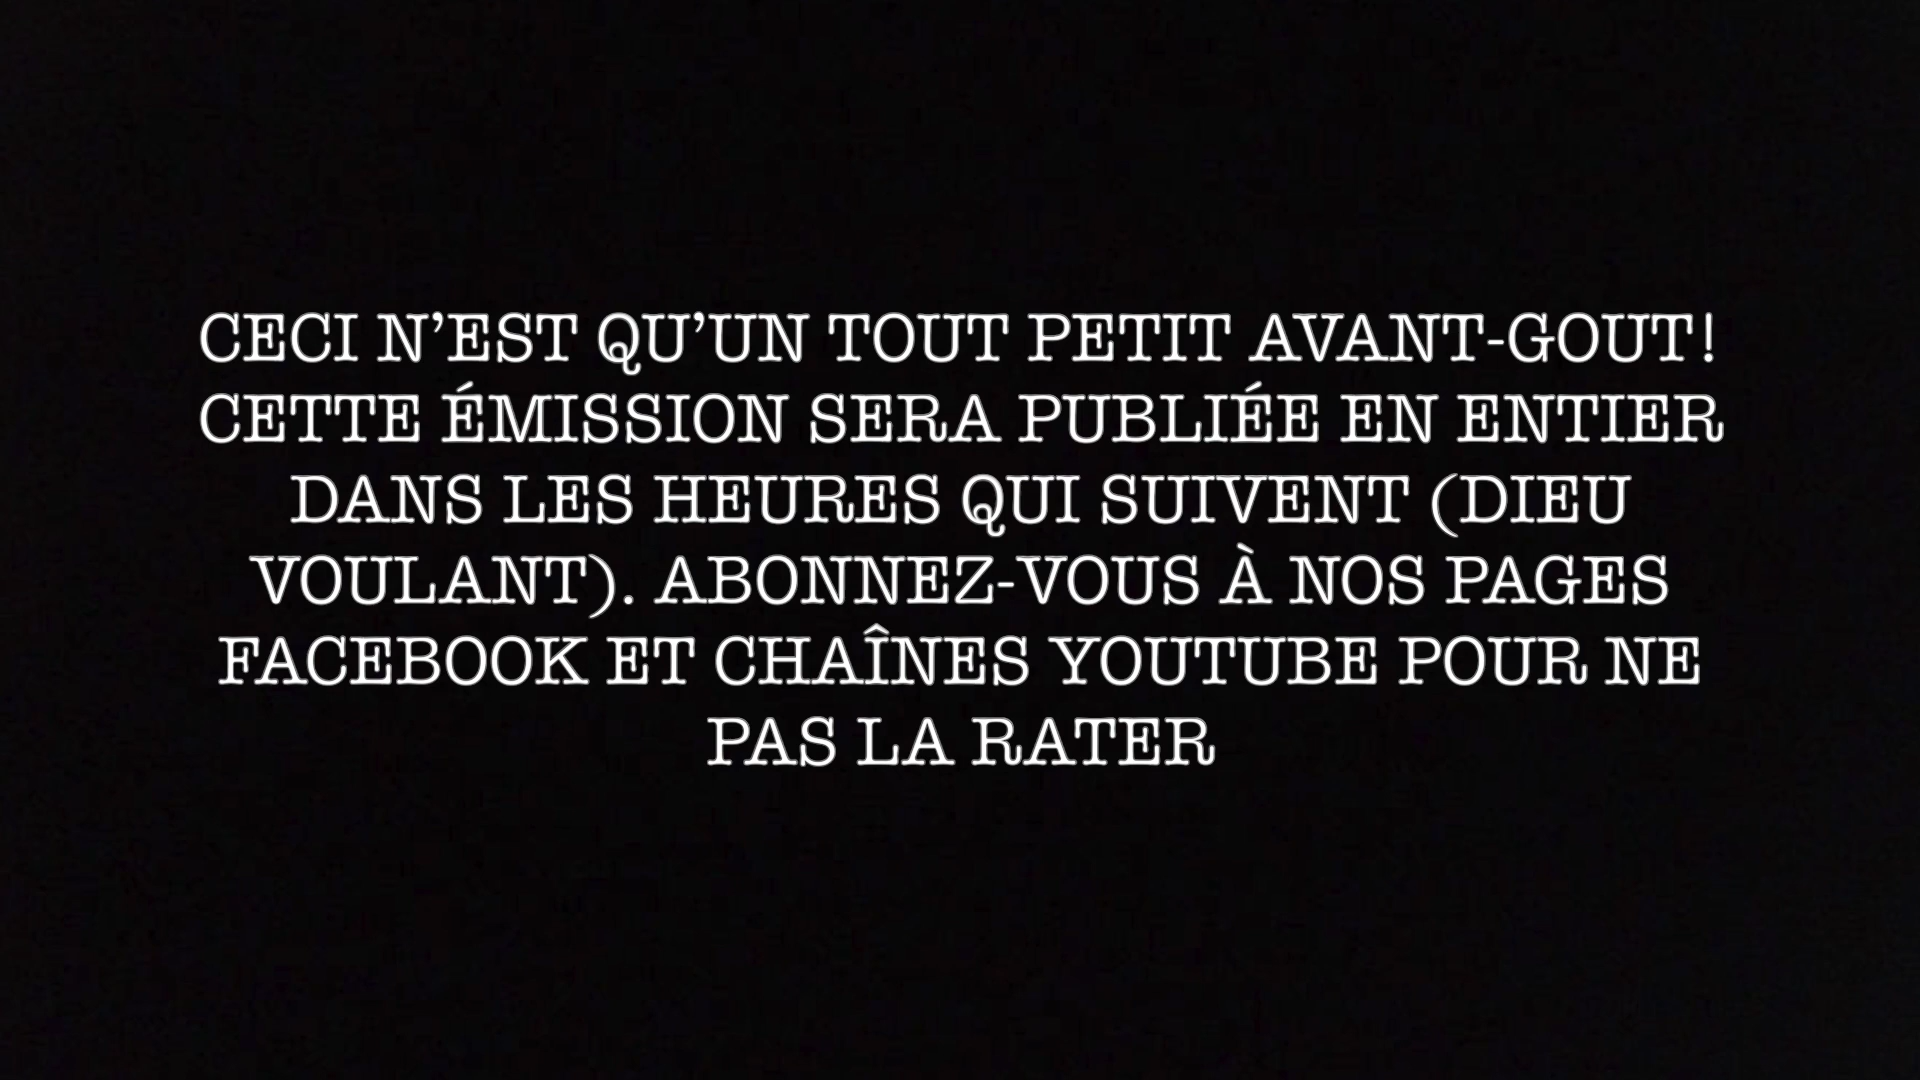 CECI N’EST QU’UN TOUT PETIT AVANT-GOUT!
CETTE ÉMISSION SERA PUBLIÉE EN ENTIER
DANS LES HEURES QUI SUIVENT (DIEU
VOULANT). ABONNEZ-VOUS À NOS PAGES
FACEBOOK ET CHAÎNES YOUTUBE POUR NE
PAS LA RATER